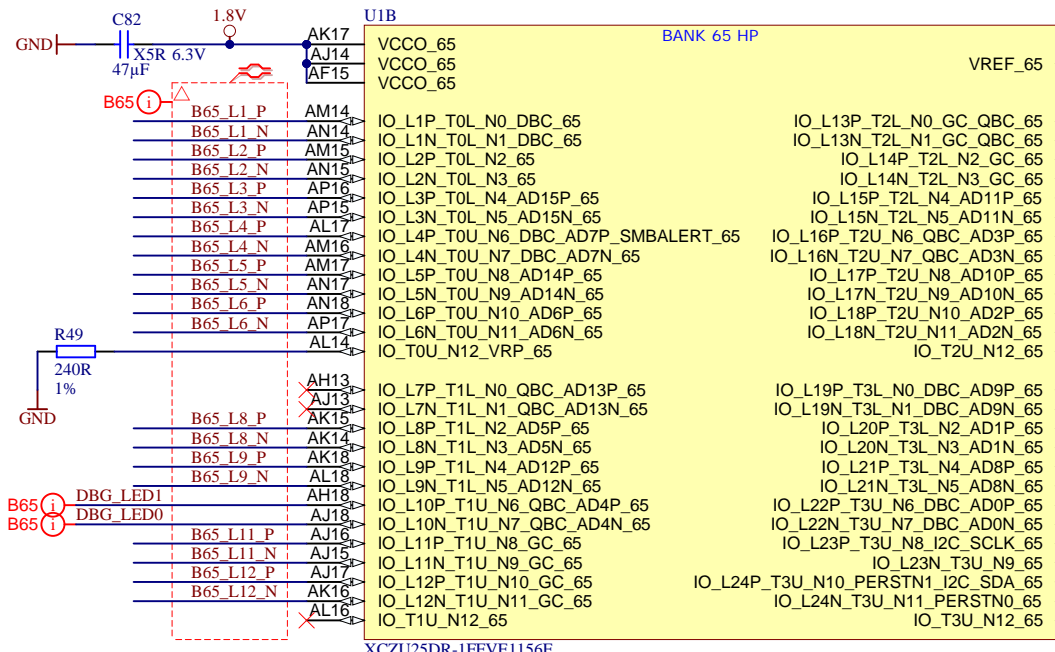 C82
1.8V
U1B
GND
X5R 6.3V
47µF
AK17
VCCO_65
BANK 65 HP
AJ14
VCCO_65
VREF_65
AF15
VCCO_65
B65
i
B65_L1_P AM14 IO_L1P_T0L_N0_DBC_65 IO_L13P_T2L_N0_GC_QBC_65
B65_L1_N AN14 IO_L1N_T0L_N1_DBC_65 IO_L13N_T2L_N1_GC_QBC_65
B65_L2_P AM15 IO_L2P_T0L_N2_65 IO_L14P_T2L_N2_GC_65
B65_L2_N AN15 IO_L2N_T0L_N3_65 IO_L14N_T2L_N3_GC_65
B65_L3_P AP16 IO_L3P_T0L_N4_AD15P_65 IO_L15P_T2L_N4_AD11P_65
B65_L3_N AP15 IO_L3N_T0L_N5_AD15N_65 IO_L15N_T2L_N5_AD11N_65
B65_L4_P AL17 IO_L4P_T0U_N6_DBC_AD7P_SMBALERT_65 IO_L16P_T2U_N6_QBC_AD3P_65
B65_L4_N AM16 IO_L4N_T0U_N7_DBC_AD7N_65 IO_L16N_T2U_N7_QBC_AD3N_65
B65_L5_P AM17 IO_L5P_T0U_N8_AD14P_65 IO_L17P_T2U_N8_AD10P_65
B65_L5_N AN17 IO_L5N_T0U_N9_AD14N_65 IO_L17N_T2U_N9_AD10N_65
B65_L6_P AN18 IO_L6P_T0U_N10_AD6P_65 IO_L18P_T2U_N10_AD2P_65
B65_L6_N AP17 IO_L6N_T0U_N11_AD6N_65 IO_L18N_T2U_N11_AD2N_65
R49 AL14 IO_T0U_N12_VRP_65 IO_T2U_N12_65
240R
1%
GND
AH13 IO_L7P_T1L_N0_QBC_AD13P_65 IO_L19P_T3L_N0_DBC_AD9P_65
AJ13 IO_L7N_T1L_N1_QBC_AD13N_65 IO_L19N_T3L_N1_DBC_AD9N_65
B65_L8_P AK15 IO_L8P_T1L_N2_AD5P_65 IO_L20P_T3L_N2_AD1P_65
B65_L8_N AK14 IO_L8N_T1L_N3_AD5N_65 IO_L20N_T3L_N3_AD1N_65
B65_L9_P AK18 IO_L9P_T1L_N4_AD12P_65 IO_L21P_T3L_N4_AD8P_65
B65_L9_N AL18 IO_L9N_T1L_N5_AD12N_65 IO_L21N_T3L_N5_AD8N_65
B65 i DBG_LED1 AH18 IO_L10P_T1U_N6_QBC_AD4P_65 IO_L22P_T3U_N6_DBC_AD0P_65
B65 i DBG_LED0 AJ18 IO_L10N_T1U_N7_QBC_AD4N_65 IO_L22N_T3U_N7_DBC_AD0N_65
B65_L11_P AJ16 IO_L11P_T1U_N8_GC_65 IO_L23P_T3U_N8_I2C_SCLK_65
B65_L11_N AJ15 IO_L11N_T1U_N9_GC_65 IO_L23N_T3U_N9_65
B65_L12_P AJ17 IO_L12P_T1U_N10_GC_65 IO_L24P_T3U_N10_PERSTN1_I2C_SDA_65
B65_L12_N AK16 IO_L12N_T1U_N11_GC_65 IO_L24N_T3U_N11_PERSTN0_65
AL16 IO_T1U_N12_65 IO_T3U_N12_65
XCZU25DR-1FFVE1156E